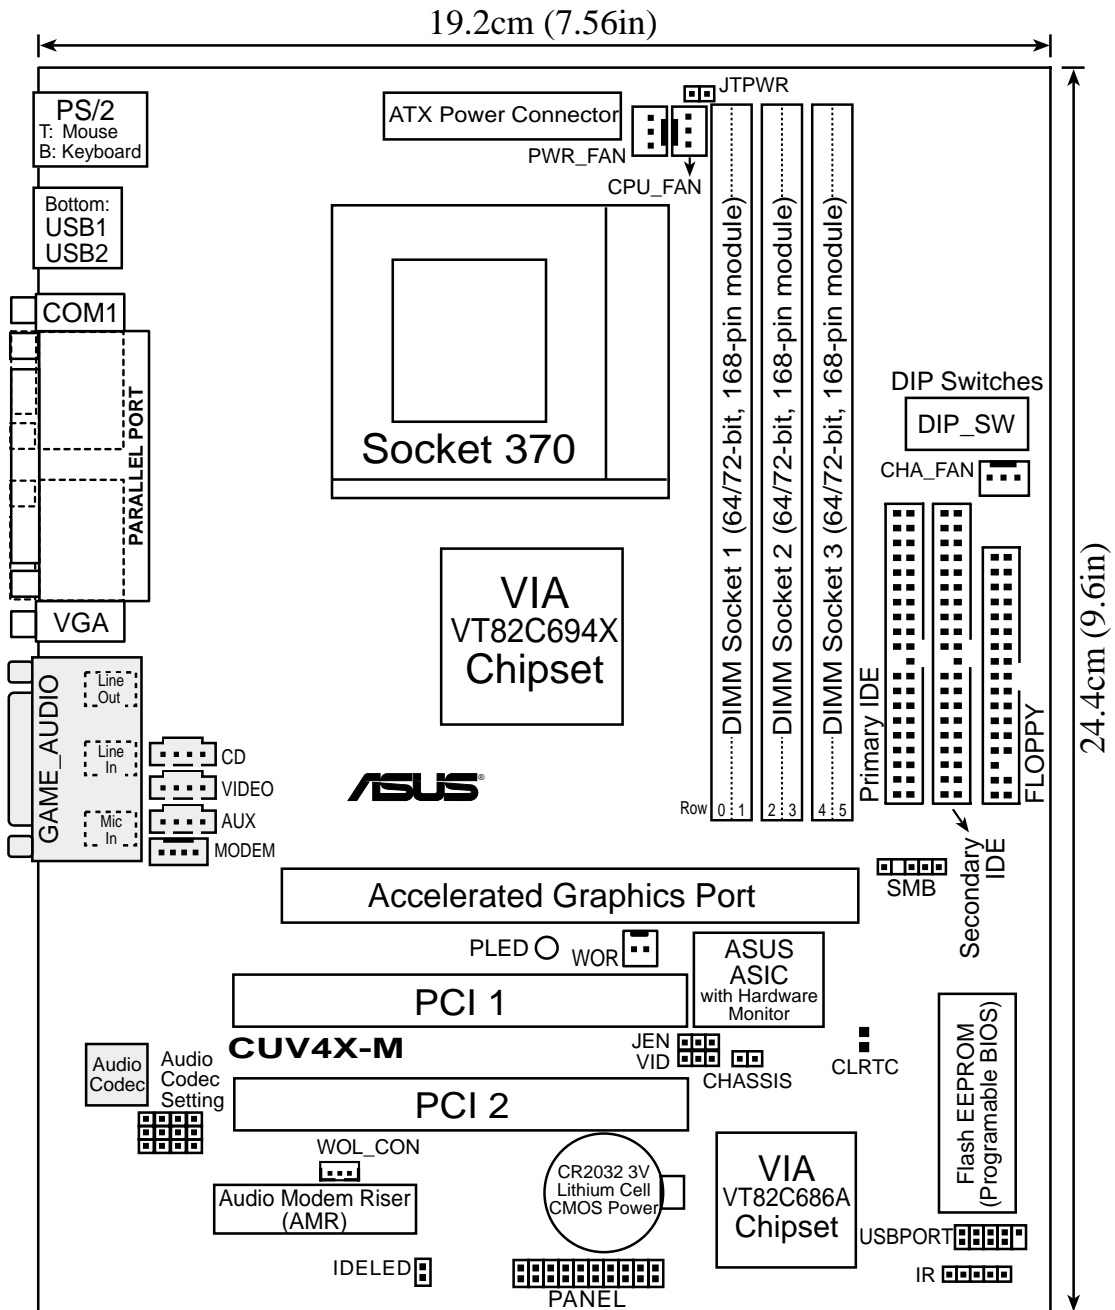 19.2cm (7.56in)
PS/2
T: Mouse
B: Keyboard
ATX Power Connector
JTPWR
PWR_FAN
CPU_FAN
Bottom:
USB1
USB2
COM1
PARALLEL PORT
VGA
Socket 370
DIMM Socket 1 (64/72-bit, 168-pin module)
DIMM Socket 2 (64/72-bit, 168-pin module)
DIMM Socket 3 (64/72-bit, 168-pin module)
DIP Switches
DIP_SW
CHA_FAN
24.4cm (9.6in)
VIA
VT82C694X
Chipset
Primary IDE
FLOPPY
GAME_AUDIO
Line
Out
Line
In
Mic
In
CD
VIDEO
AUX
MODEM
ASUS®
Row 0 1 2 3 4 5
Secondary
IDE
SMB
Accelerated Graphics Port
PLED
WOR
ASUS
ASIC
with Hardware
Monitor
PCI 1
CUV4X-M
JEN
VID
CHASSIS
CLRTC
Flash EEPROM
(Programable BIOS)
Audio
Codec
Audio
Codec
Setting
PCI 2
WOL_CON
Audio Modem Riser
(AMR)
CR2032 3V
Lithium Cell
CMOS Power
VIA
VT82C686A
Chipset
USBPORT
IDELED
PANEL
IR